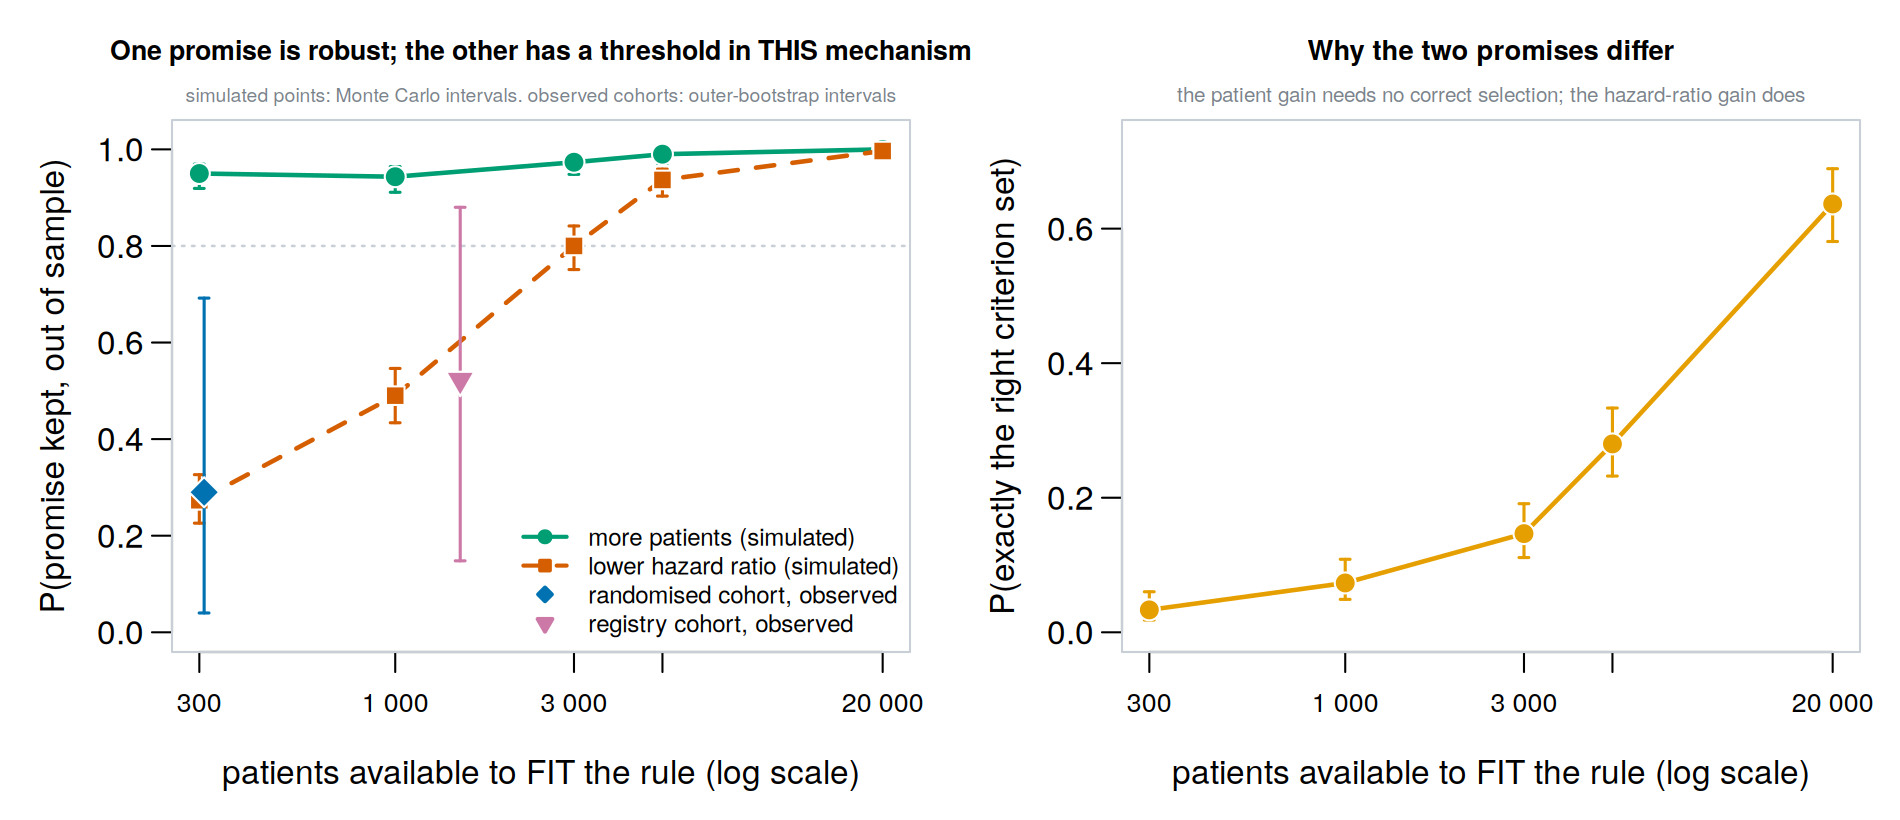 One promise is robust; the other has a threshold in THIS mechanism
simulated points: Monte Carlo intervals. observed cohorts: outer-bootstrap intervals
P(promise kept, out of sample)
1.0
0.8
0.6
0.4
0.2
0.0
more patients (simulated)
lower hazard ratio (simulated)
randomised cohort, observed
registry cohort, observed
300
1 000
3 000
20 000
patients available to FIT the rule (log scale)
Why the two promises differ
the patient gain needs no correct selection; the hazard-ratio gain does
P(exactly the right criterion set)
0.6
0.4
0.2
0.0
300
1 000
3 000
20 000
patients available to FIT the rule (log scale)